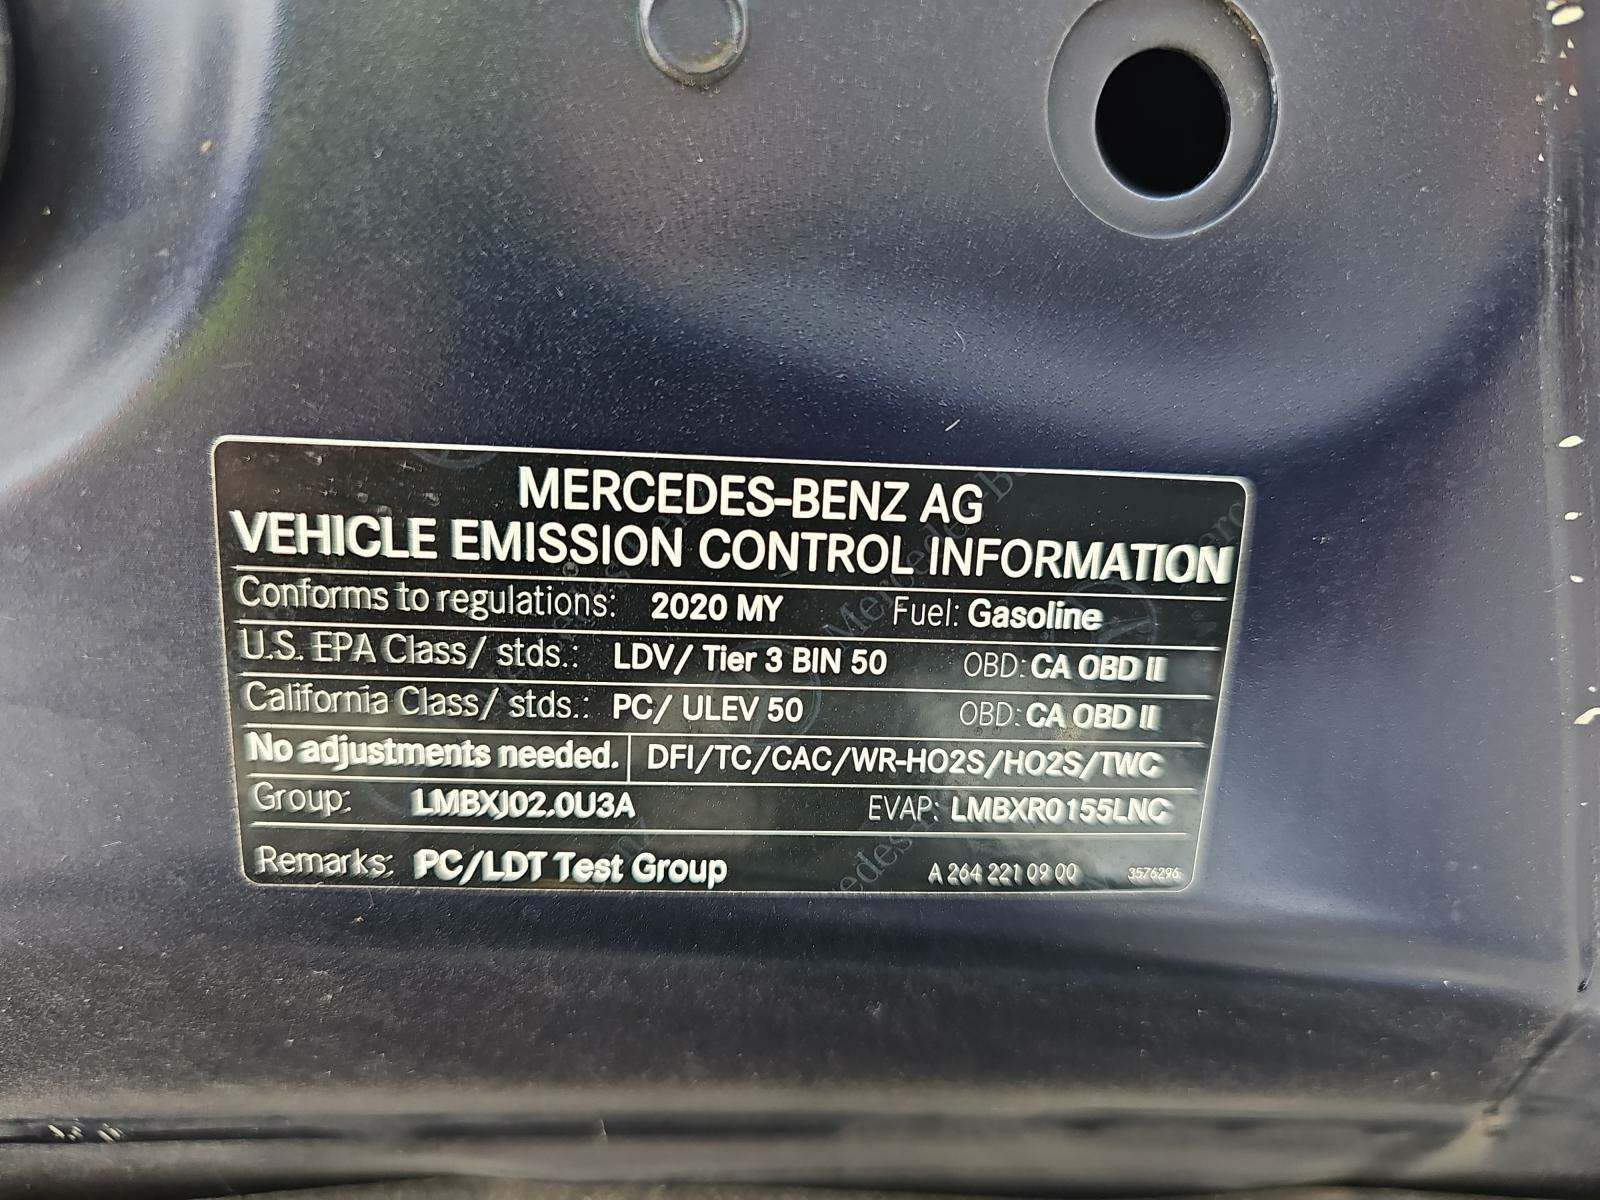 MERCEDES-BENZ AG
VEHICLE EMISSION CONTROL INFORMATION
Conforms to regulations: 2020 MY Fuel: Gasoline
U.S. EPA Class/ stds.: LDV/ Tier 3 BIN 50 OBD: CA OBD II
California Class/ stds.: PC/ ULEV 50 OBD: CA OBD II
No adjustments needed. DFI/TC/CAC/WR-HO2S/HO2S/TWC
Group: LMBXJ02.0U3A EVAP: LMBXR0155LNC
Remarks: PC/LDT Test Group A 264 221 09 00 3576296